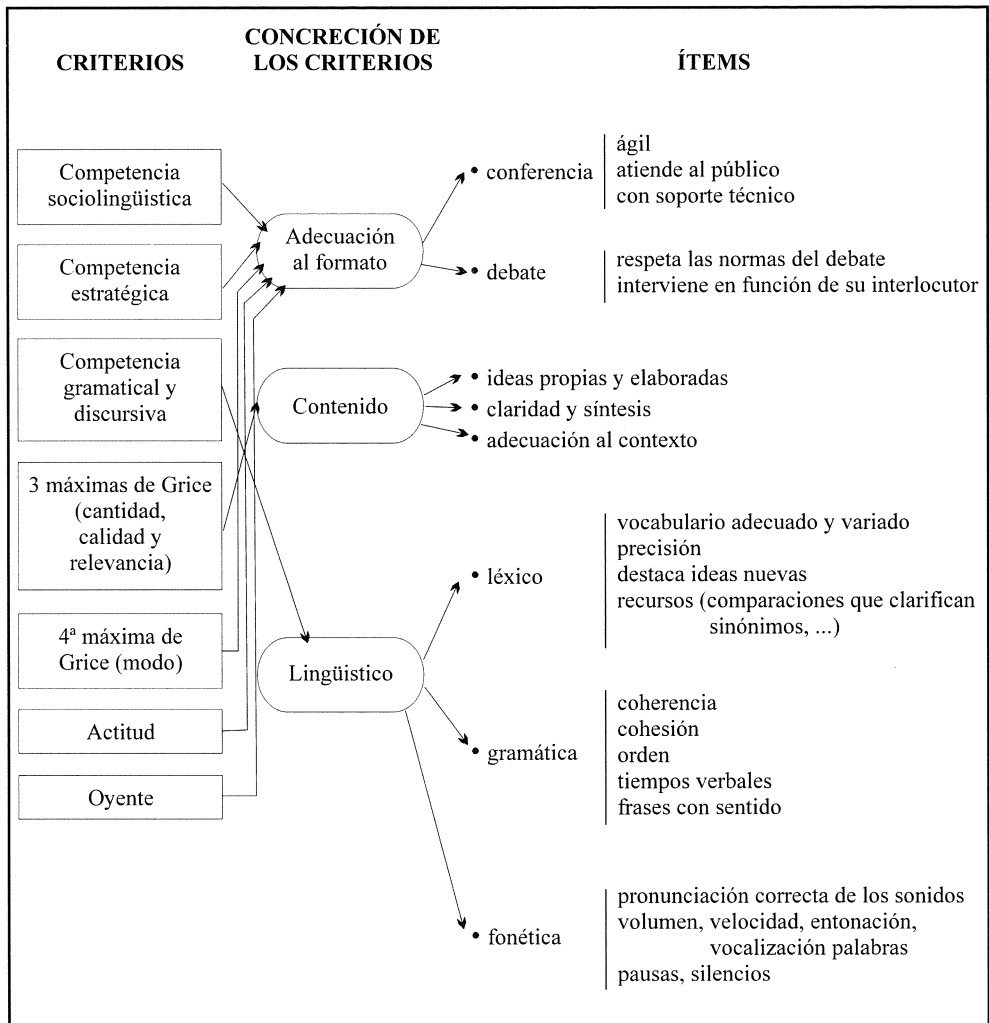 CRITERIOS
CONCRECIÓN DE
LOS CRITERIOS
ÍTEMS
Competencia
sociolingüística
Competencia
estratégica
Competencia
gramatical y
discursiva
3 máximas de Grice
(cantidad,
calidad y
relevancia)
4ª máxima de
Grice (modo)
Actitud
Oyente
Adecuación
al formato
Contenido
Lingüístico
• conferencia
ágil
atiende al público
con soporte técnico
• debate
respeta las normas del debate
interviene en función de su interlocutor
• ideas propias y elaboradas
• claridad y síntesis
• adecuación al contexto
• léxico
vocabulario adecuado y variado
precisión
destaca ideas nuevas
recursos (comparaciones que clarifican
sinónimos, ...)
• gramática
coherencia
cohesión
orden
tiempos verbales
frases con sentido
• fonética
pronunciación correcta de los sonidos
volumen, velocidad, entonación,
vocalización palabras
pausas, silencios